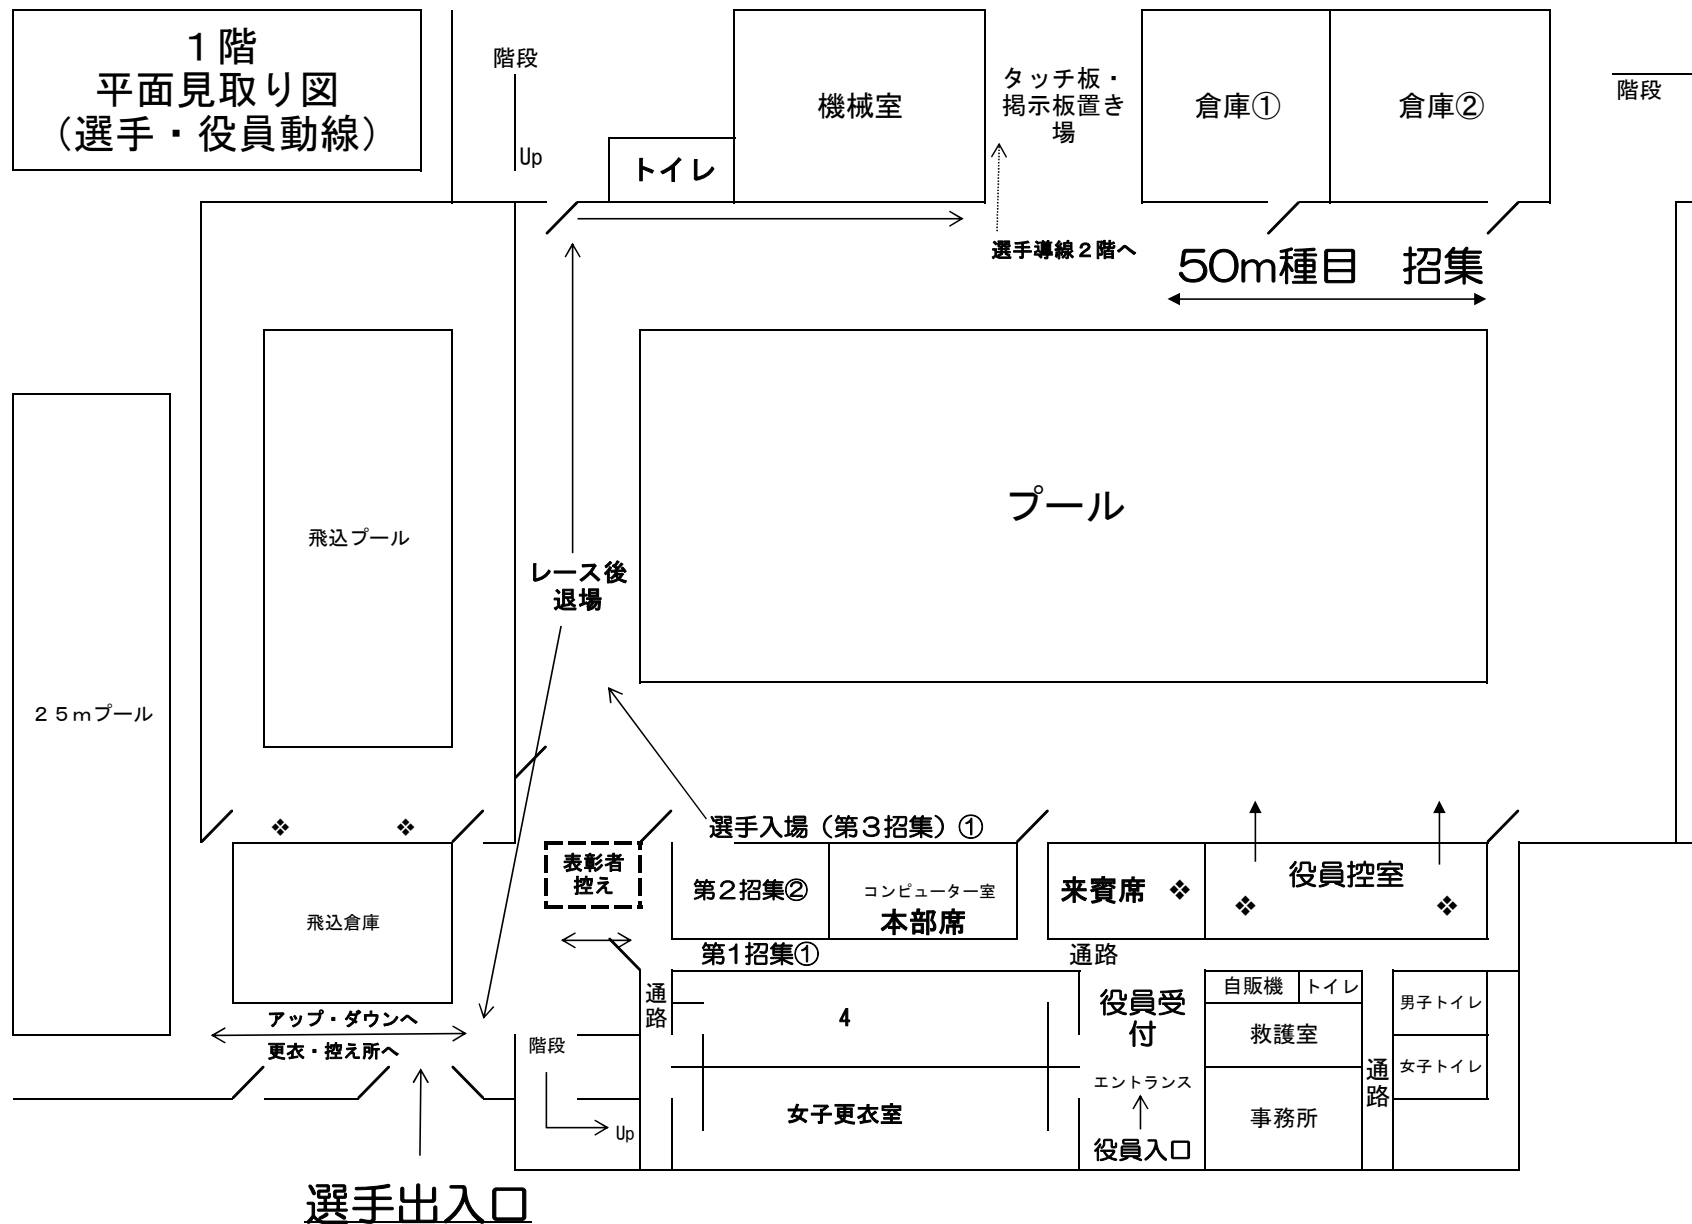 １階
平面見取り図
（選手・役員動線）
階段
Up
トイレ
機械室
タッチ板・
掲示板置き
場
倉庫①
倉庫②
階段
選手導線２階へ
50m種目　招集
プール
飛込プール
レース後
退場
２５ｍプール
選手入場（第３招集）①
表彰者
控え
第２招集②
コンピューター室
本部席
来賓席
役員控室
飛込倉庫
第1招集①
通路
通路
4
役員受
付
自販機
トイレ
男子トイレ
アップ・ダウンへ
更衣・控え所へ
階段
救護室
女子トイレ
エントランス
通路
Up
女子更衣室
事務所
役員入口
選手出入口